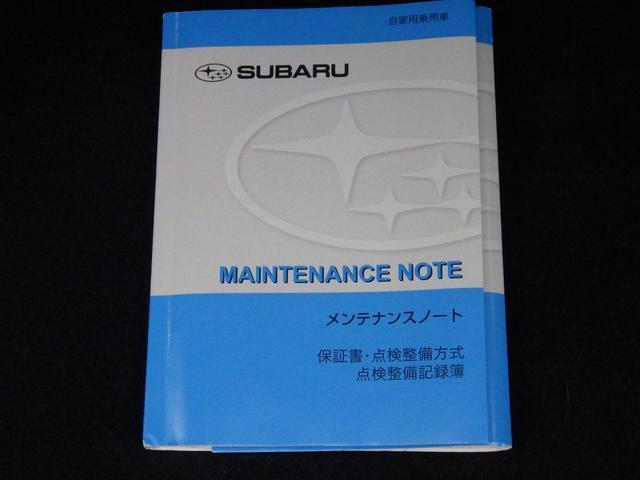 自家用乗用車
SUBARU
MAINTENANCE NOTE
メンテナンスノート
保証書・点検整備方式
点検整備記録簿